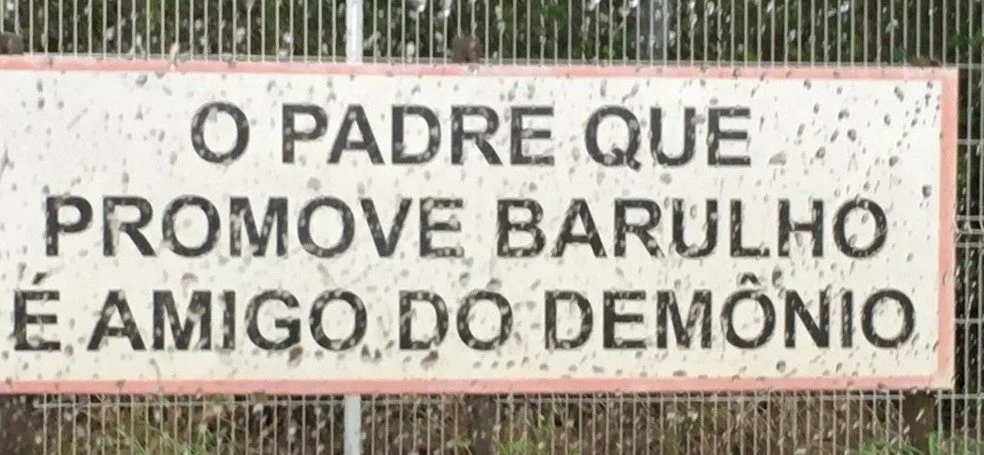 O PADRE QUE
PROMOVE BARULHO
É AMIGO DO DEMÔNIO